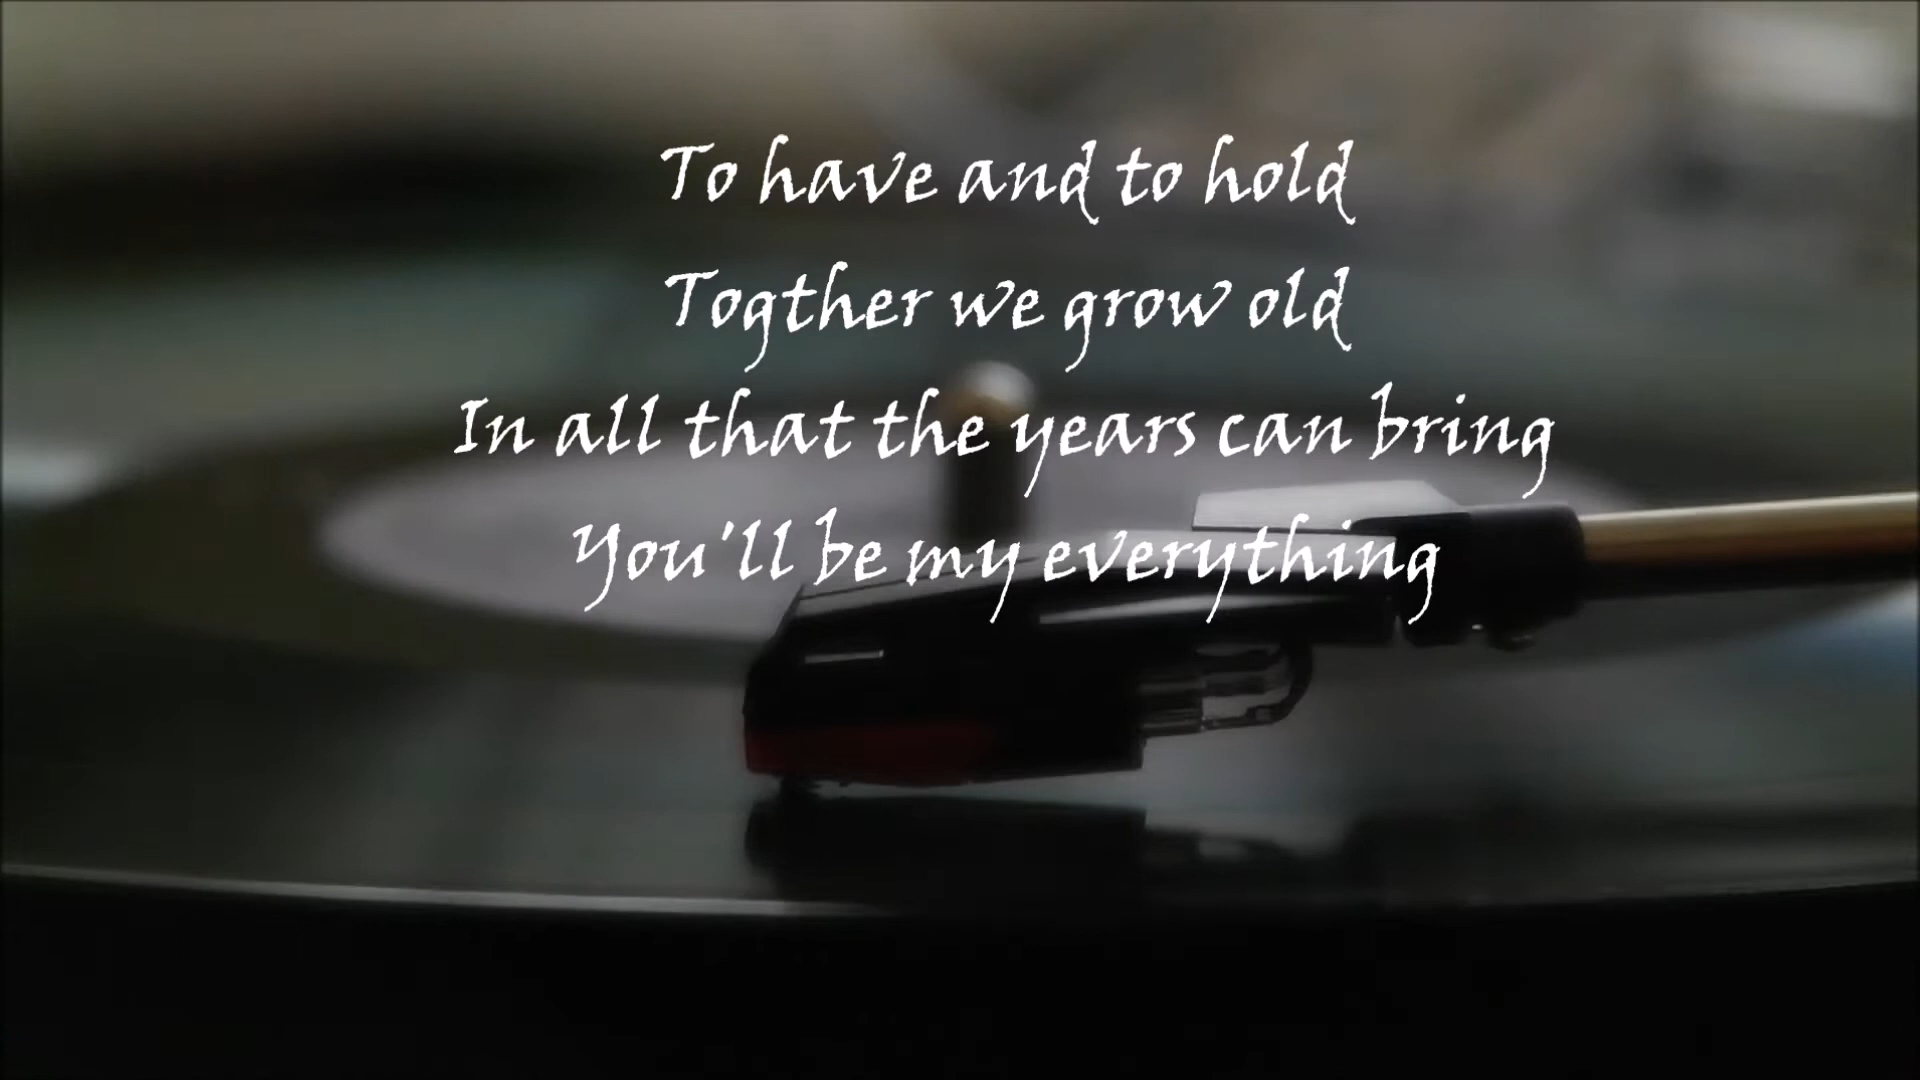 To have and to hold
Togther we grow old
In all that the years can bring
You'll be my everything